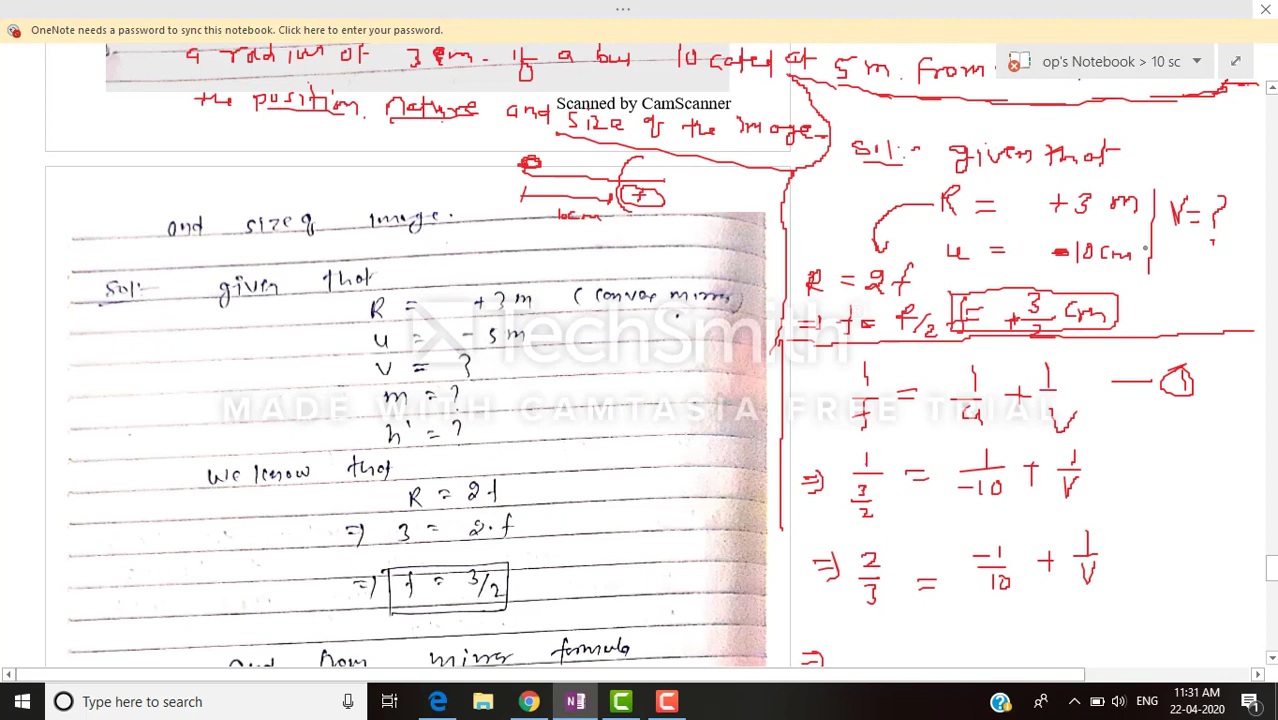 OneNote needs a password to sync this notebook. Click here to enter your password.
a radius of 3 m. If a bus located at 5 m. From
op's Notebook > 10 sc
the position, Nature and size of the image.
Scanned by CamScanner
+
10cm
and size of image.
Sol:- given that
R = +3 m (convex mirror)
u = - 5 m
v = ?
m = ?
h' = ?
We know that
R = 2f
=) 3 = 2.f
=) f = 3/2
and from mirror formula
Sol:- given that
R = +3 m
V = ?
u = -10cm
R = 2f
=) f = R/2
f = +3/2 cm
1/f = 1/u + 1/V — ①
=) 1/(3/2) = 1/-10 + 1/V
=) 2/3 = -1/10 + 1/V
=)
TechSmith
MADE WITH CAMTASIA FREE TRIAL
Type here to search
ENG
11:31 AM
22-04-2020